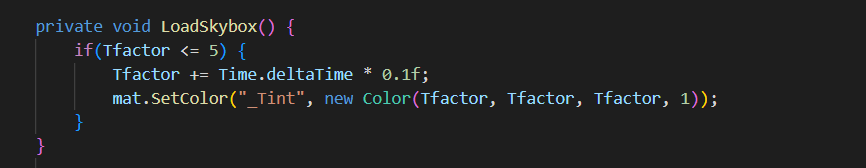 private void LoadSkybox() {
if(Tfactor <= 5) {
Tfactor += Time.deltaTime * 0.1f;
mat.SetColor("_Tint", new Color(Tfactor, Tfactor, Tfactor, 1));
}
}